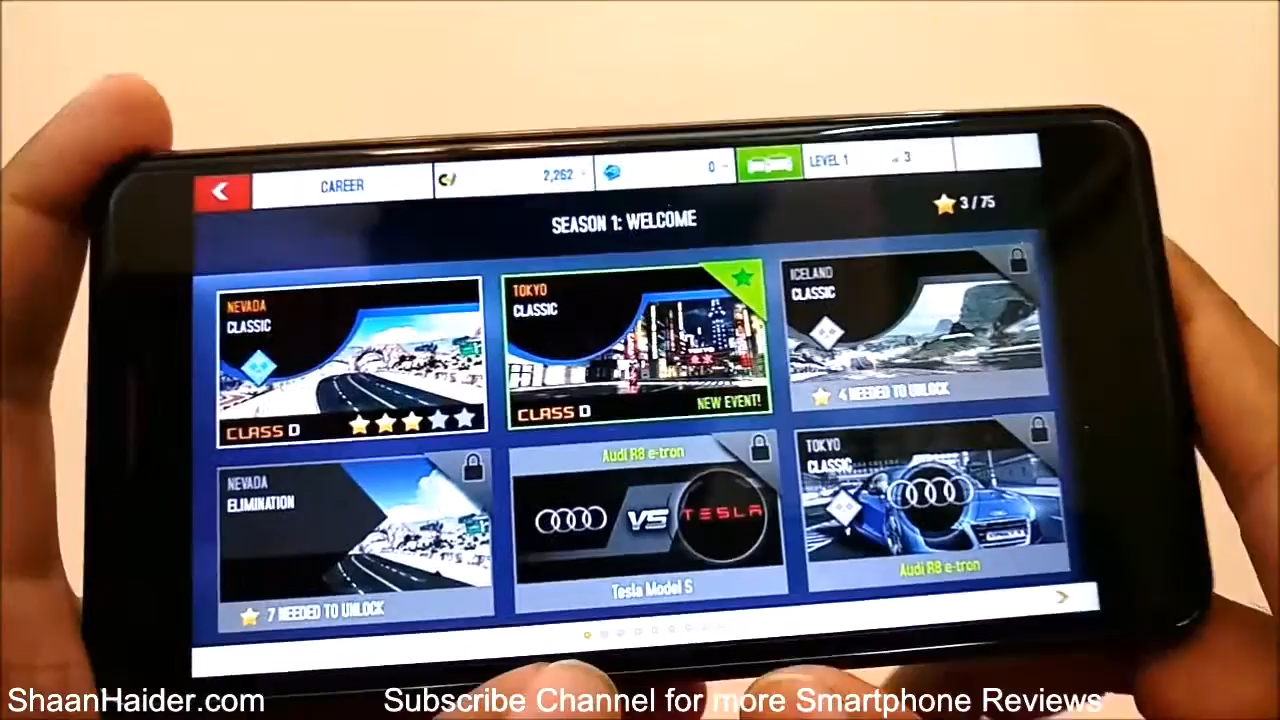 CAREER
2,262
0
LEVEL 1
3
SEASON 1: WELCOME
3 / 75
NEVADA
CLASSIC
CLASS D
TOKYO
CLASSIC
CLASS D
NEW EVENT!
ICELAND
CLASSIC
4 NEEDED TO UNLOCK
NEVADA
ELIMINATION
7 NEEDED TO UNLOCK
Audi R8 e-tron
VS
TESLA
Tesla Model S
TOKYO
CLASSIC
Audi R8 e-tron
ShaanHaider.com
Subscribe Channel for more Smartphone Reviews